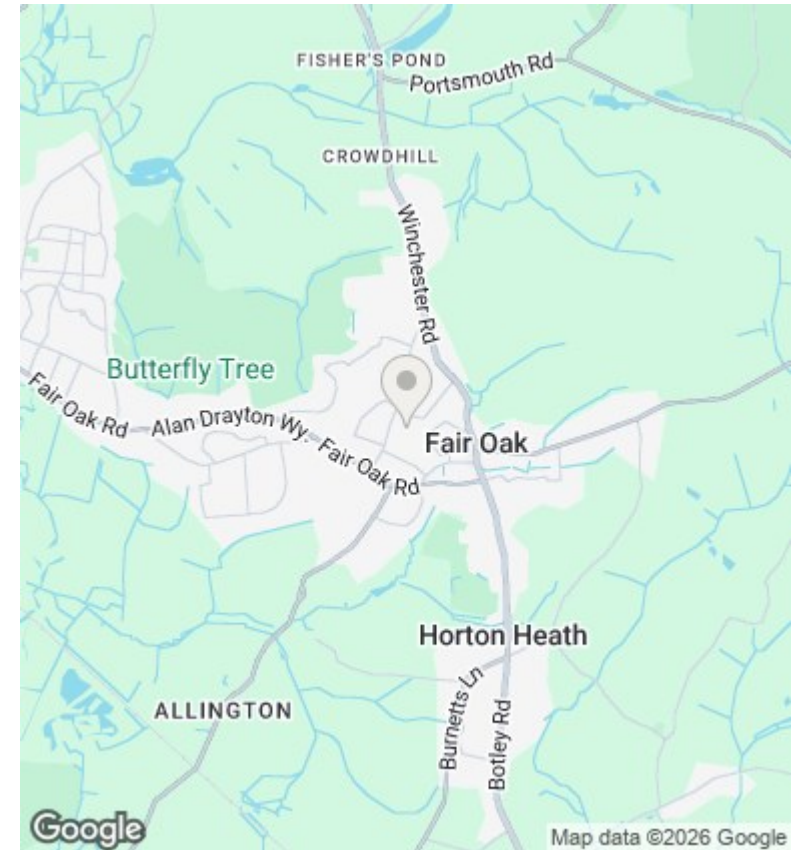 FISHER'S POND
Portsmouth Rd
CROWDHILL
Winchester Rd
Butterfly Tree
Fair Oak Rd
Alan Drayton Wy.
Fair Oak Rd
Fair Oak
Horton Heath
Burnetts Ln
Botley Rd
ALLINGTON
Google
Map data ©2026 Google